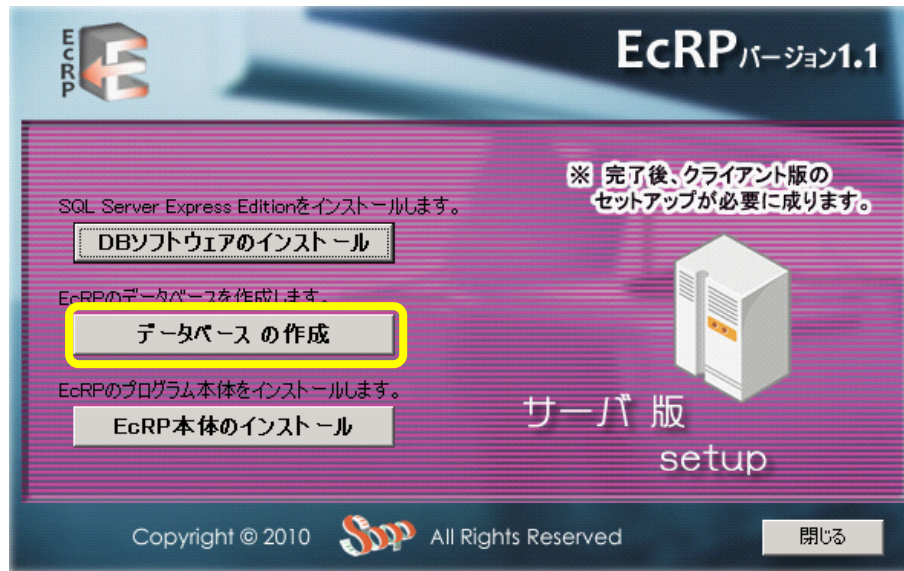 ECRP
EcRPバージョン1.1
※ 完了後、クライアント版の
セットアップが必要に成ります。
SQL Server Express Editionをインストールします。
DBソフトウェアのインストール
EcRPのデータベースを作成します。
データベース の作成
EcRPのプログラム本体をインストールします。
EcRP本体のインストール
サーバ 版
setup
Copyright © 2010 Sopp All Rights Reserved
閉じる